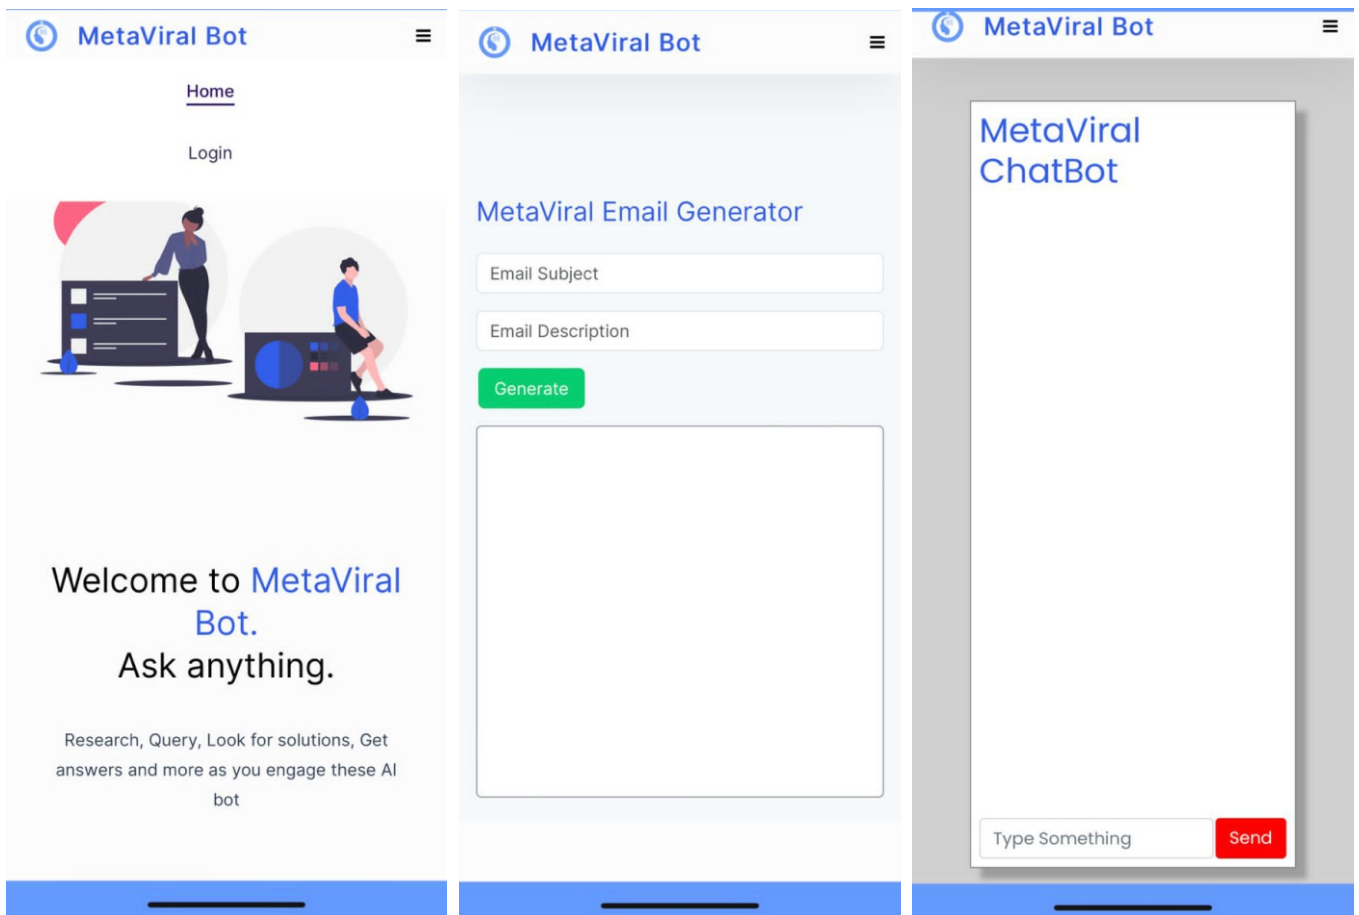 MetaViral Bot
Home
Login
Welcome to MetaViral
Bot.
Ask anything.
Research, Query, Look for solutions, Get
answers and more as you engage these AI
bot
MetaViral Bot
MetaViral Email Generator
Email Subject
Email Description
Generate
MetaViral Bot
MetaViral
ChatBot
Type Something
Send